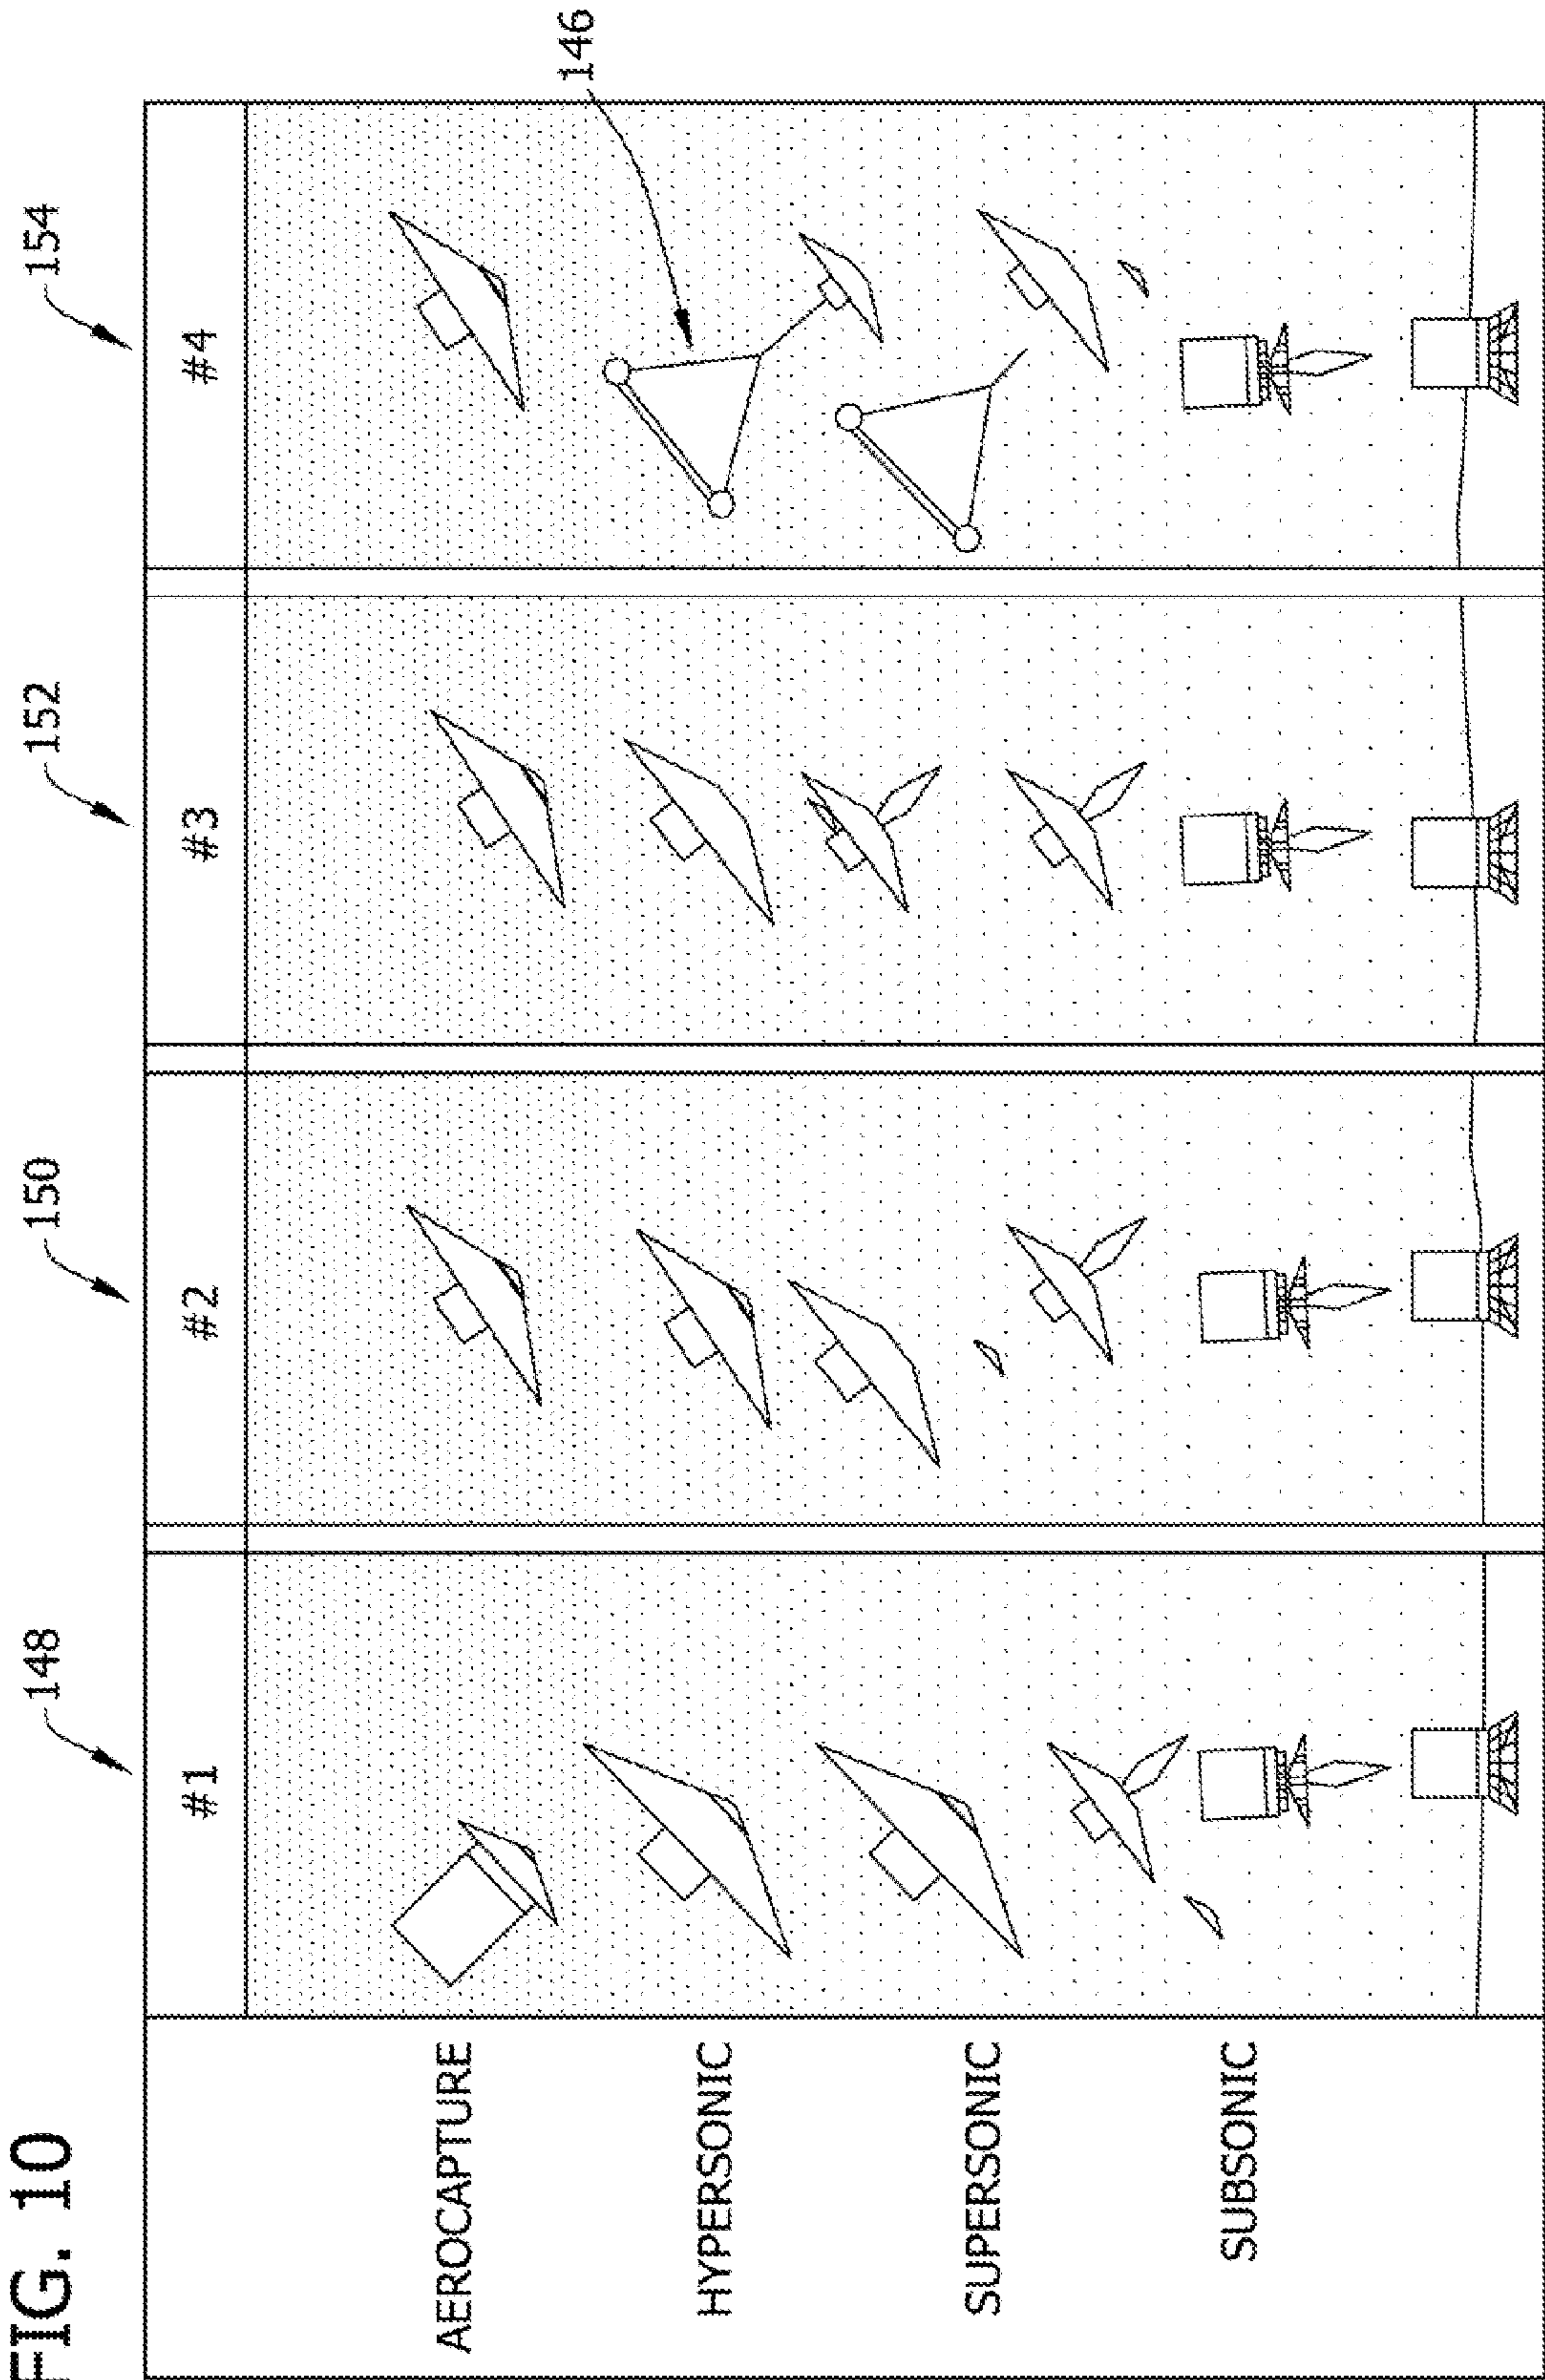 FIG. 10
148
150
152
154
#1
#2
#3
#4
146
AEROCAPTURE
HYPERSONIC
SUPERSONIC
SUBSONIC